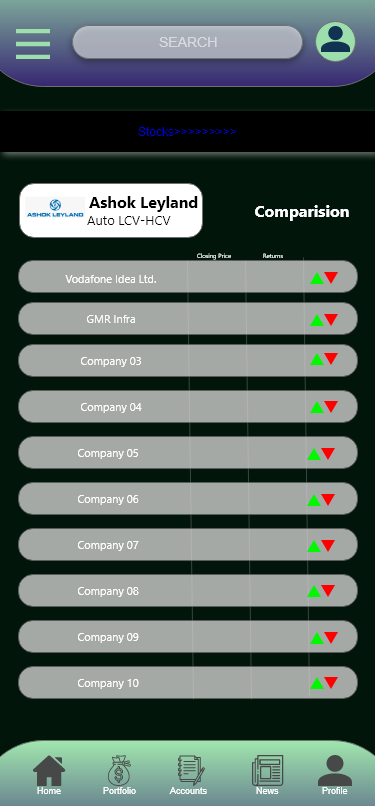 SEARCH
Stocks>>>>>>>>>
ASHOK LEYLAND
Ashok Leyland
Auto LCV-HCV
Comparision
Closing Price Returns
Vodafone Idea Ltd.
GMR Infra
Company 03
Company 04
Company 05
Company 06
Company 07
Company 08
Company 09
Company 10
Home Portfolio Accounts News Profile